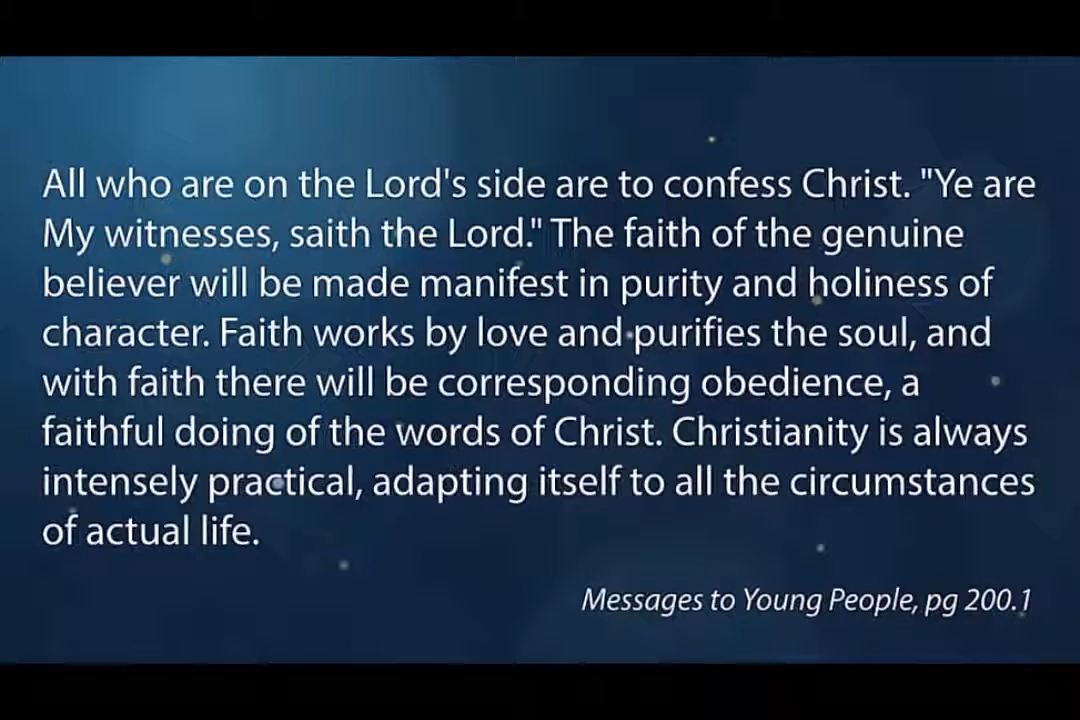 All who are on the Lord's side are to confess Christ. "Ye are
My witnesses, saith the Lord." The faith of the genuine
believer will be made manifest in purity and holiness of
character. Faith works by love and purifies the soul, and
with faith there will be corresponding obedience, a
faithful doing of the words of Christ. Christianity is always
intensely practical, adapting itself to all the circumstances
of actual life.
Messages to Young People, pg 200.1